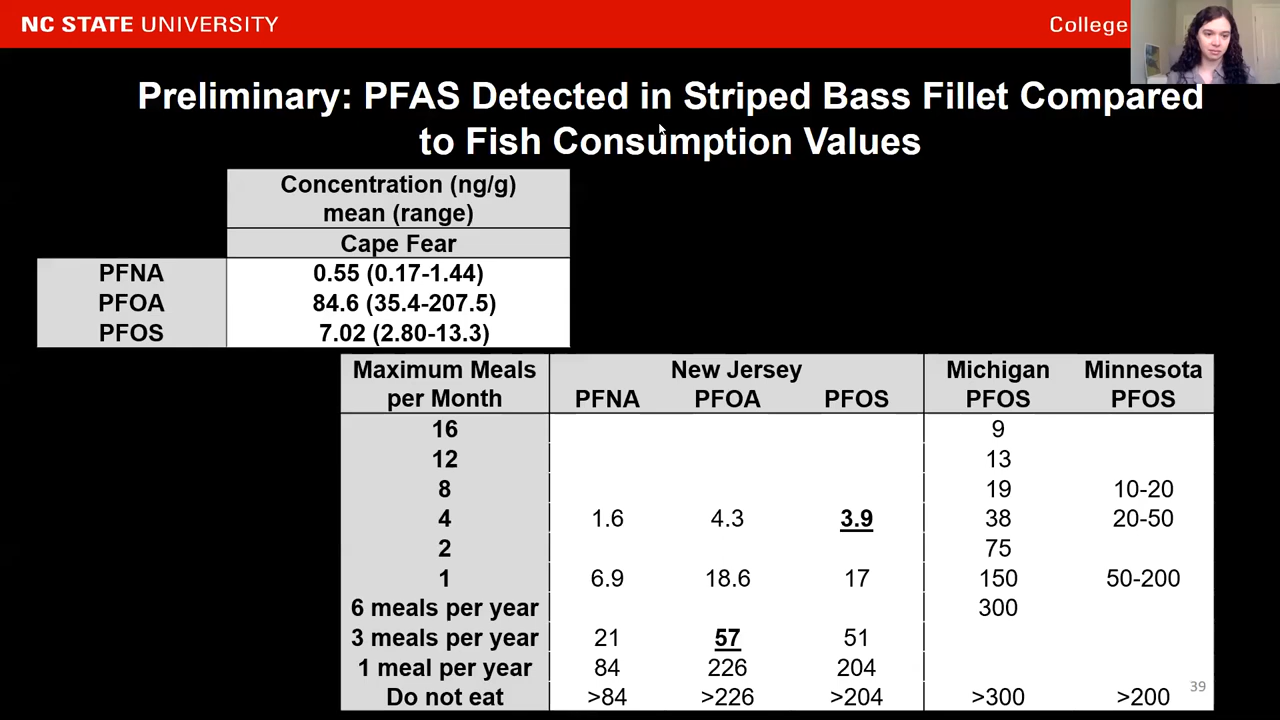 NC STATE UNIVERSITY
College
Preliminary: PFAS Detected in Striped Bass Fillet Compared
to Fish Consumption Values
Concentration (ng/g)
mean (range)
Cape Fear
PFNA 0.55 (0.17-1.44)
PFOA 84.6 (35.4-207.5)
PFOS 7.02 (2.80-13.3)
Maximum Meals New Jersey Michigan Minnesota
per Month PFNA PFOA PFOS PFOS PFOS
16 9
12 13
8 19 10-20
4 1.6 4.3 3.9 38 20-50
2 75
1 6.9 18.6 17 150 50-200
6 meals per year 300
3 meals per year 21 57 51
1 meal per year 84 226 204
Do not eat >84 >226 >204 >300 >200
39